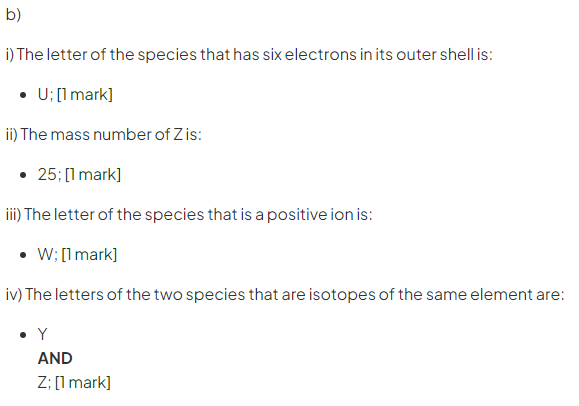 b)
i) The letter of the species that has six electrons in its outer shell is:
• U; [1 mark]
ii) The mass number of Z is:
• 25; [1 mark]
iii) The letter of the species that is a positive ion is:
• W; [1 mark]
iv) The letters of the two species that are isotopes of the same element are:
• Y
AND
Z; [1 mark]